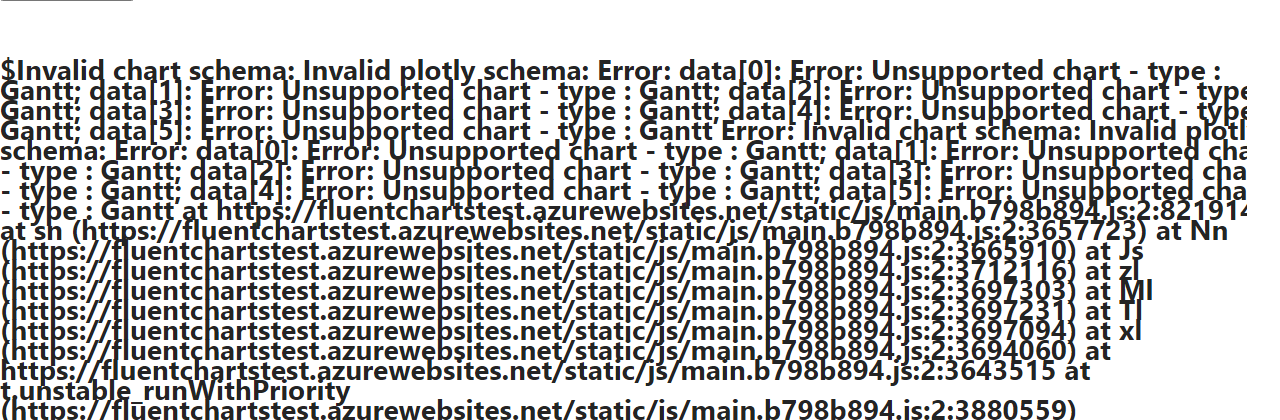 $Invalid chart schema: Invalid plotly schema: Error: data[0]: Error: Unsupported chart - type :
Gantt; data[1]: Error: Unsupported chart - type : Gantt; data[2]: Error: Unsupported chart - type
Gantt; data[3]: Error: Unsupported chart - type : Gantt; data[4]: Error: Unsupported chart - type
Gantt; data[5]: Error: Unsupported chart - type : Gantt Error: Invalid chart schema: Invalid plotl
schema: Error: data[0]: Error: Unsupported chart - type : Gantt; data[1]: Error: Unsupported cha
- type : Gantt; data[2]: Error: Unsupported chart - type : Gantt; data[3]: Error: Unsupported cha
- type : Gantt; data[4]: Error: Unsupported chart - type : Gantt; data[5]: Error: Unsupported cha
- type : Gantt at https://fluentchartstest.azurewebsites.net/static/js/main.b798b894.js:2:821914
at sh (https://fluentchartstest.azurewebsites.net/static/js/main.b798b894.js:2:3657723) at Nn
(https://fluentchartstest.azurewebsites.net/static/js/main.b798b894.js:2:3665910) at Js
(https://fluentchartstest.azurewebsites.net/static/js/main.b798b894.js:2:3712116) at zl
(https://fluentchartstest.azurewebsites.net/static/js/main.b798b894.js:2:3697303) at Ml
(https://fluentchartstest.azurewebsites.net/static/js/main.b798b894.js:2:3697231) at Tl
(https://fluentchartstest.azurewebsites.net/static/js/main.b798b894.js:2:3697094) at xl
(https://fluentchartstest.azurewebsites.net/static/js/main.b798b894.js:2:3694060) at
https://fluentchartstest.azurewebsites.net/static/js/main.b798b894.js:2:3643515 at
t.unstable_runWithPriority
(https://fluentchartstest.azurewebsites.net/static/js/main.b798b894.js:2:3880559)